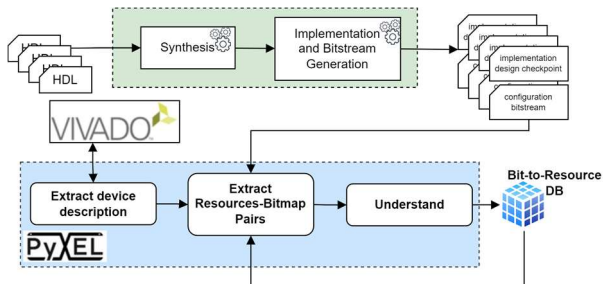 HDL
Synthesis
Implementation
and Bitstream
Generation
implementation
design checkpoint
configuration
bitstream
VIVADO
Extract device
description
Extract
Resources-Bitmap
Pairs
Understand
Bit-to-Resource
DB
PyXEL